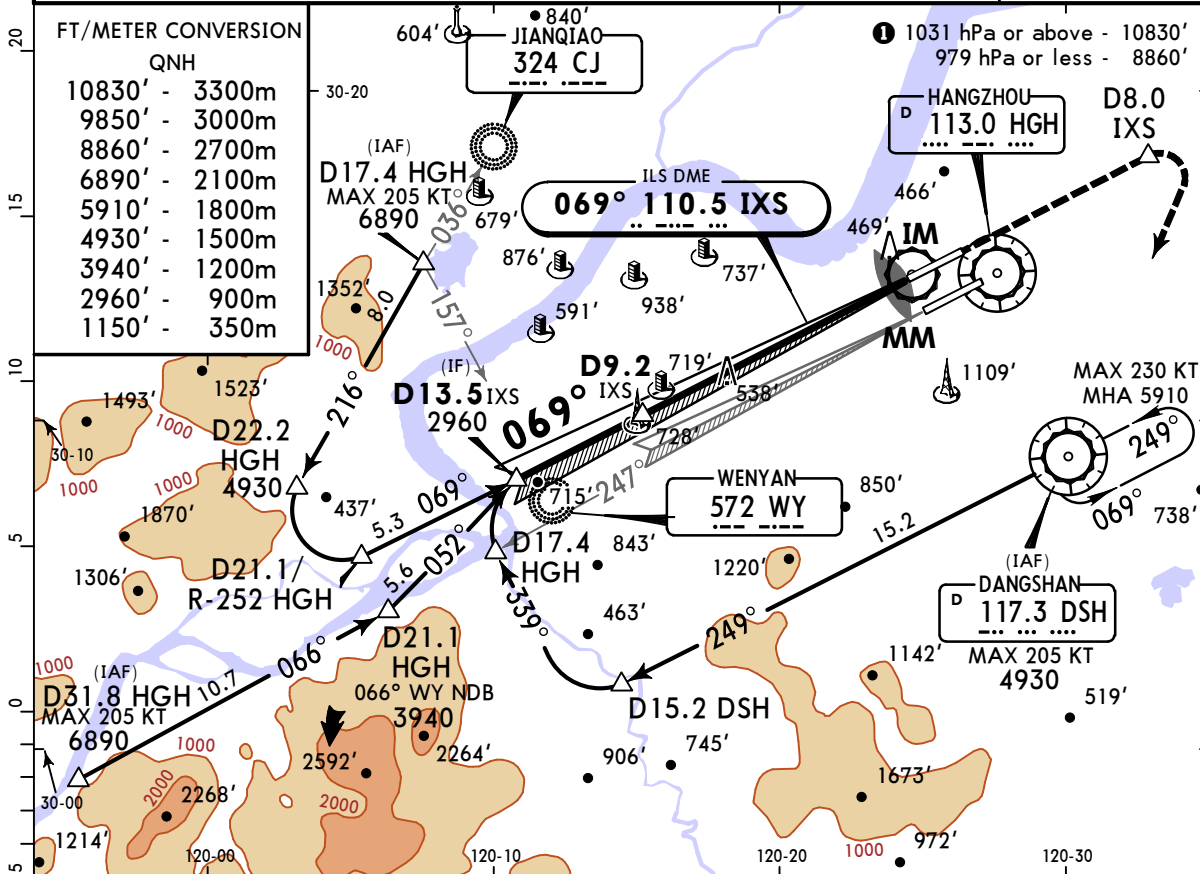 FT/METER CONVERSION
QNH
10830' - 3300m
9850' - 3000m
8860' - 2700m
6890' - 2100m
5910' - 1800m
4930' - 1500m
3940' - 1200m
2960' - 900m
1150' - 350m
❶ 1031 hPa or above - 10830'
979 hPa or less - 8860'
604'
840'
JIANQIAO
324 CJ
30-20
20
15
10
5
0
5
(IAF)
D17.4 HGH
MAX 205 KT
6890
036°
679'
ILS DME
069° 110.5 IXS
D
HANGZHOU
113.0 HGH
D8.0
IXS
466'
469'
IM
MM
876'
591'
938'
737'
1352'
1000
8.0
157°
216°
(IF)
D13.5 IXS
2960
069°
D9.2
IXS
719'
538'
728'
1109'
MAX 230 KT
MHA 5910
249°
069°
738'
1523'
1493'
1000
30-10
1000
1000
D22.2
HGH
4930
437'
1870'
1306'
5.3
069°
D21.1/
R-252 HGH
5.6
052°
715'
247°
WENYAN
572 WY
850'
15.2
D17.4
HGH
843'
339°
463'
1220'
249°
(IAF)
D
DANGSHAN
117.3 DSH
MAX 205 KT
4930
519'
1142'
D15.2 DSH
906'
745'
1673'
972'
1000
1000
(IAF)
D31.8 HGH
MAX 205 KT
6890
10.7
066°
D21.1
HGH
066° WY NDB
3940
2264'
2592'
2000
1000
2000
2268'
30-00
1214'
120-00
120-10
120-20
120-30